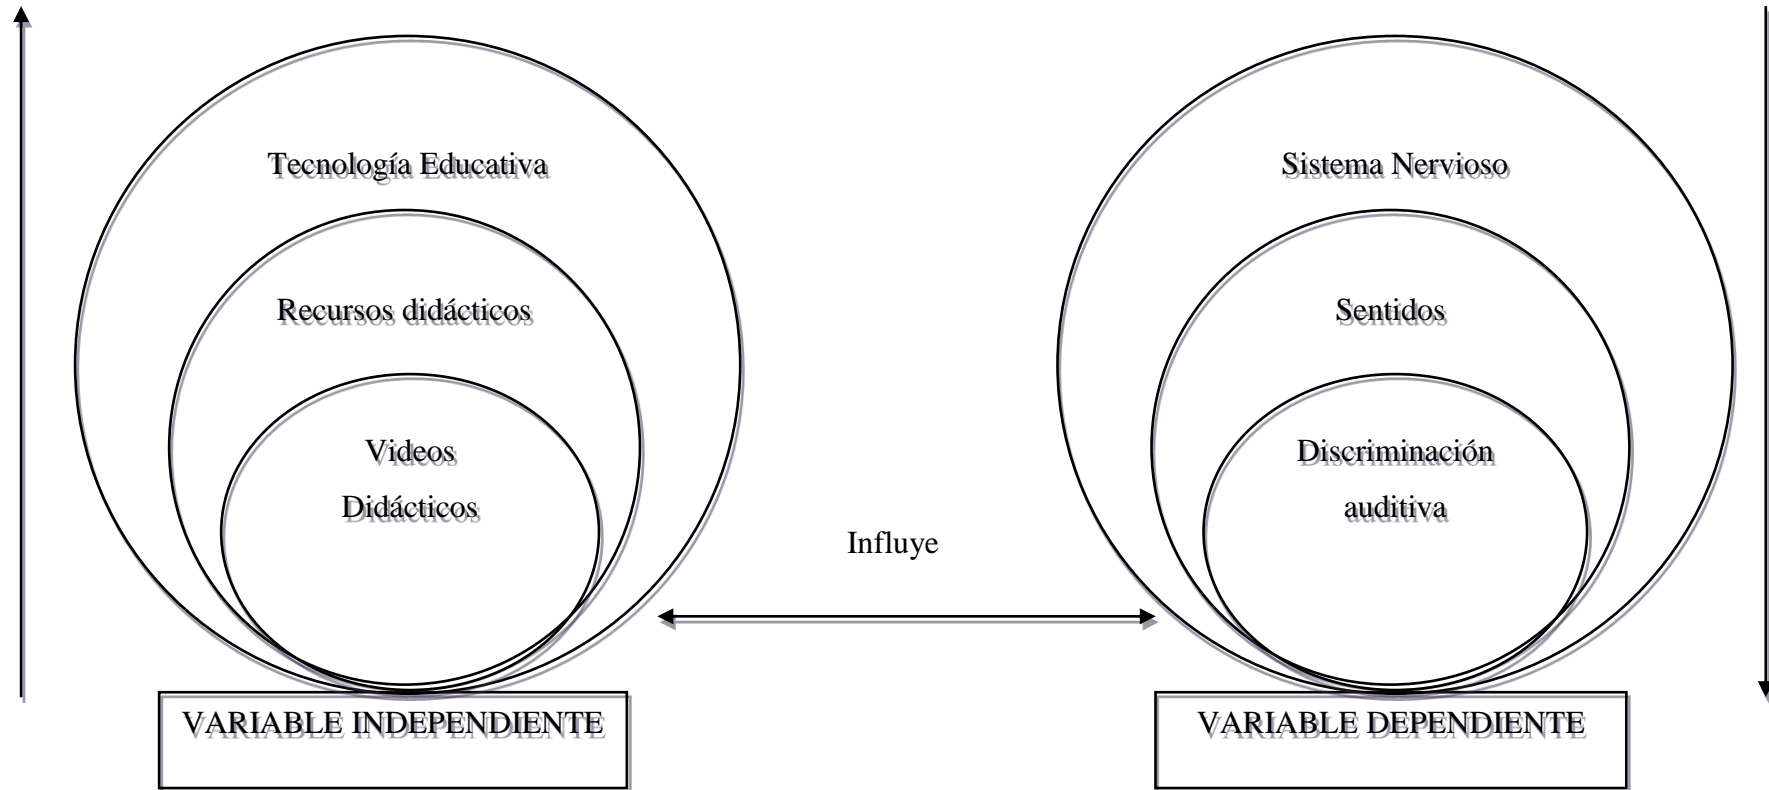 Tecnología Educativa
Recursos didácticos
Videos
Didácticos
VARIABLE INDEPENDIENTE
Influye
Sistema Nervioso
Sentidos
Discriminación
auditiva
VARIABLE DEPENDIENTE